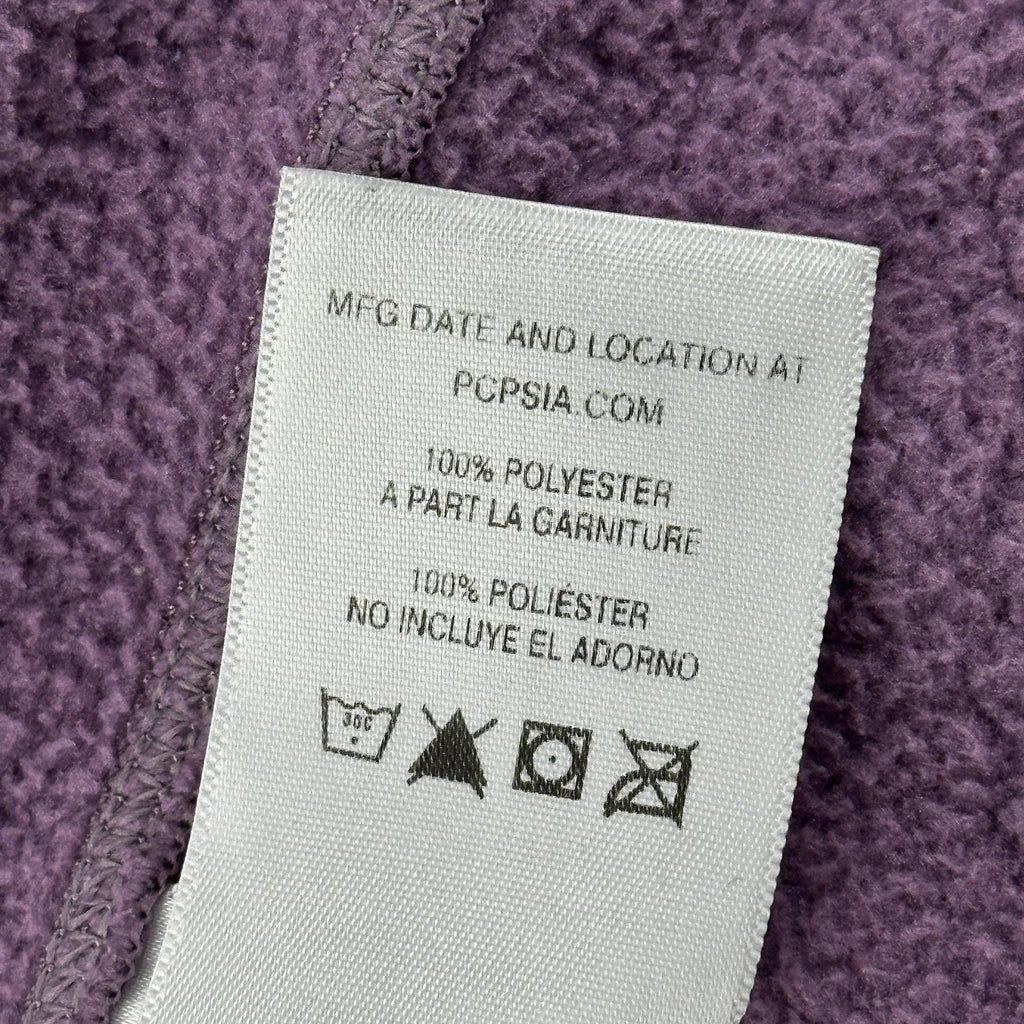 MFG DATE AND LOCATION AT
PCPSIA.COM
100% POLYESTER
A PART LA GARNITURE
100% POLIÉSTER
NO INCLUYE EL ADORNO
30C